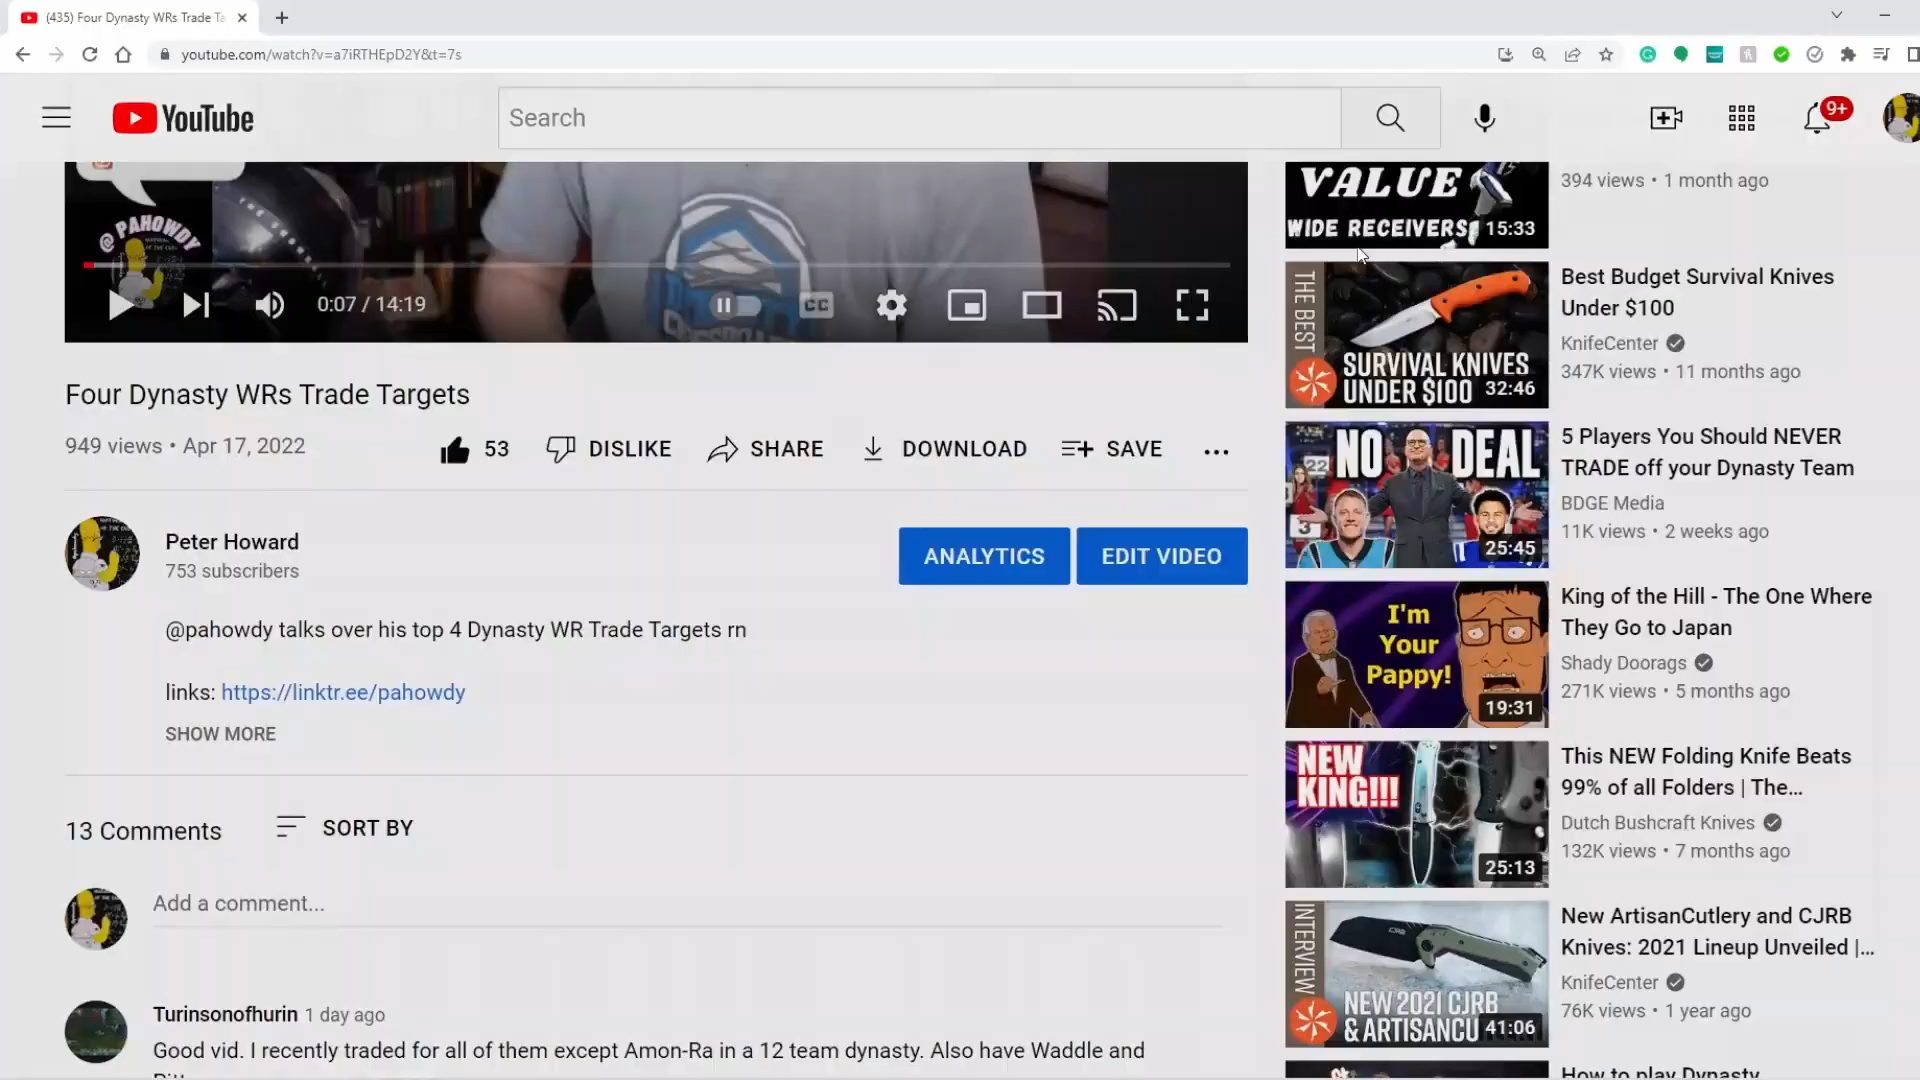 (435) Four Dynasty WRs Trade Ta
youtube.com/watch?v=a7iRTHEpD2Y&t=7s
YouTube
Search
9+
@PAHOWDY
0:07 / 14:19
CC
Four Dynasty WRs Trade Targets
949 views • Apr 17, 2022
53
DISLIKE
SHARE
DOWNLOAD
SAVE
Peter Howard
753 subscribers
ANALYTICS
EDIT VIDEO
@pahowdy talks over his top 4 Dynasty WR Trade Targets rn
links: https://linktr.ee/pahowdy
SHOW MORE
13 Comments
SORT BY
Add a comment...
Turinsonofhurin 1 day ago
Good vid. I recently traded for all of them except Amon-Ra in a 12 team dynasty. Also have Waddle and
VALUE
WIDE RECEIVERS
15:33
394 views • 1 month ago
THE BEST
SURVIVAL KNIVES
UNDER $100
32:46
Best Budget Survival Knives
Under $100
KnifeCenter
347K views • 11 months ago
NO DEAL
22
3
25:45
5 Players You Should NEVER
TRADE off your Dynasty Team
BDGE Media
11K views • 2 weeks ago
I'm
Your
Pappy!
19:31
King of the Hill - The One Where
They Go to Japan
Shady Doorags
271K views • 5 months ago
NEW
KING!!!
25:13
This NEW Folding Knife Beats
99% of all Folders | The...
Dutch Bushcraft Knives
132K views • 7 months ago
INTERVIEW
CJRB
NEW 2021 CJRB
& ARTISANCU
41:06
New ArtisanCutlery and CJRB
Knives: 2021 Lineup Unveiled |...
KnifeCenter
76K views • 1 year ago
How to play Dynasty